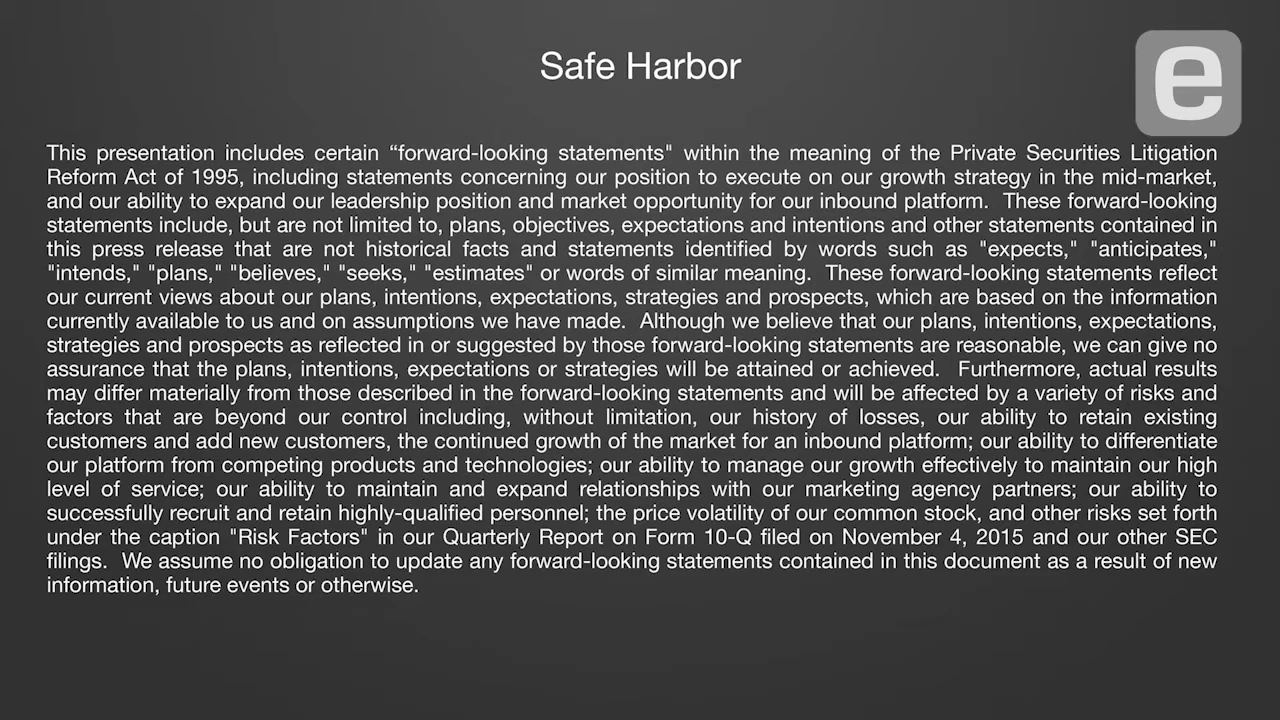 Safe Harbor
e
This presentation includes certain “forward-looking statements" within the meaning of the Private Securities Litigation
Reform Act of 1995, including statements concerning our position to execute on our growth strategy in the mid-market,
and our ability to expand our leadership position and market opportunity for our inbound platform. These forward-looking
statements include, but are not limited to, plans, objectives, expectations and intentions and other statements contained in
this press release that are not historical facts and statements identified by words such as "expects," "anticipates,"
"intends," "plans," "believes," "seeks," "estimates" or words of similar meaning. These forward-looking statements reflect
our current views about our plans, intentions, expectations, strategies and prospects, which are based on the information
currently available to us and on assumptions we have made. Although we believe that our plans, intentions, expectations,
strategies and prospects as reflected in or suggested by those forward-looking statements are reasonable, we can give no
assurance that the plans, intentions, expectations or strategies will be attained or achieved. Furthermore, actual results
may differ materially from those described in the forward-looking statements and will be affected by a variety of risks and
factors that are beyond our control including, without limitation, our history of losses, our ability to retain existing
customers and add new customers, the continued growth of the market for an inbound platform; our ability to differentiate
our platform from competing products and technologies; our ability to manage our growth effectively to maintain our high
level of service; our ability to maintain and expand relationships with our marketing agency partners; our ability to
successfully recruit and retain highly-qualified personnel; the price volatility of our common stock, and other risks set forth
under the caption "Risk Factors" in our Quarterly Report on Form 10-Q filed on November 4, 2015 and our other SEC
filings. We assume no obligation to update any forward-looking statements contained in this document as a result of new
information, future events or otherwise.